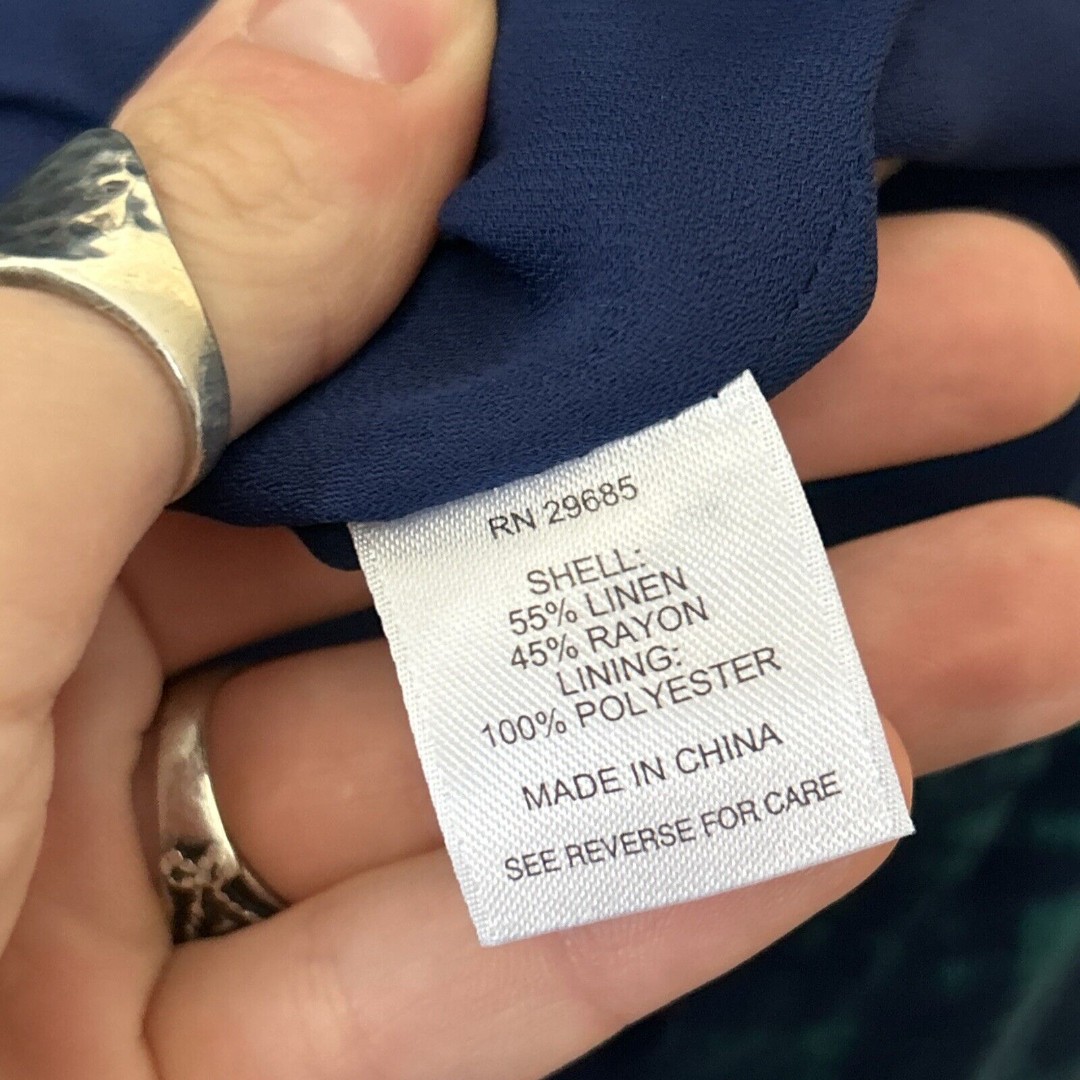 RN 29685
SHELL:
55% LINEN
45% RAYON
LINING:
100% POLYESTER
MADE IN CHINA
SEE REVERSE FOR CARE